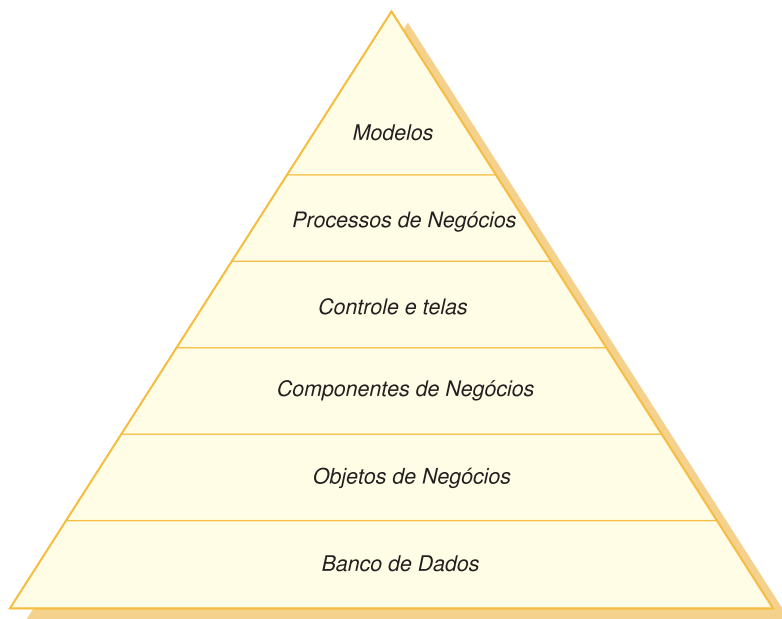 Modelos
Processos de Negócios
Controle e telas
Componentes de Negócios
Objetos de Negócios
Banco de Dados